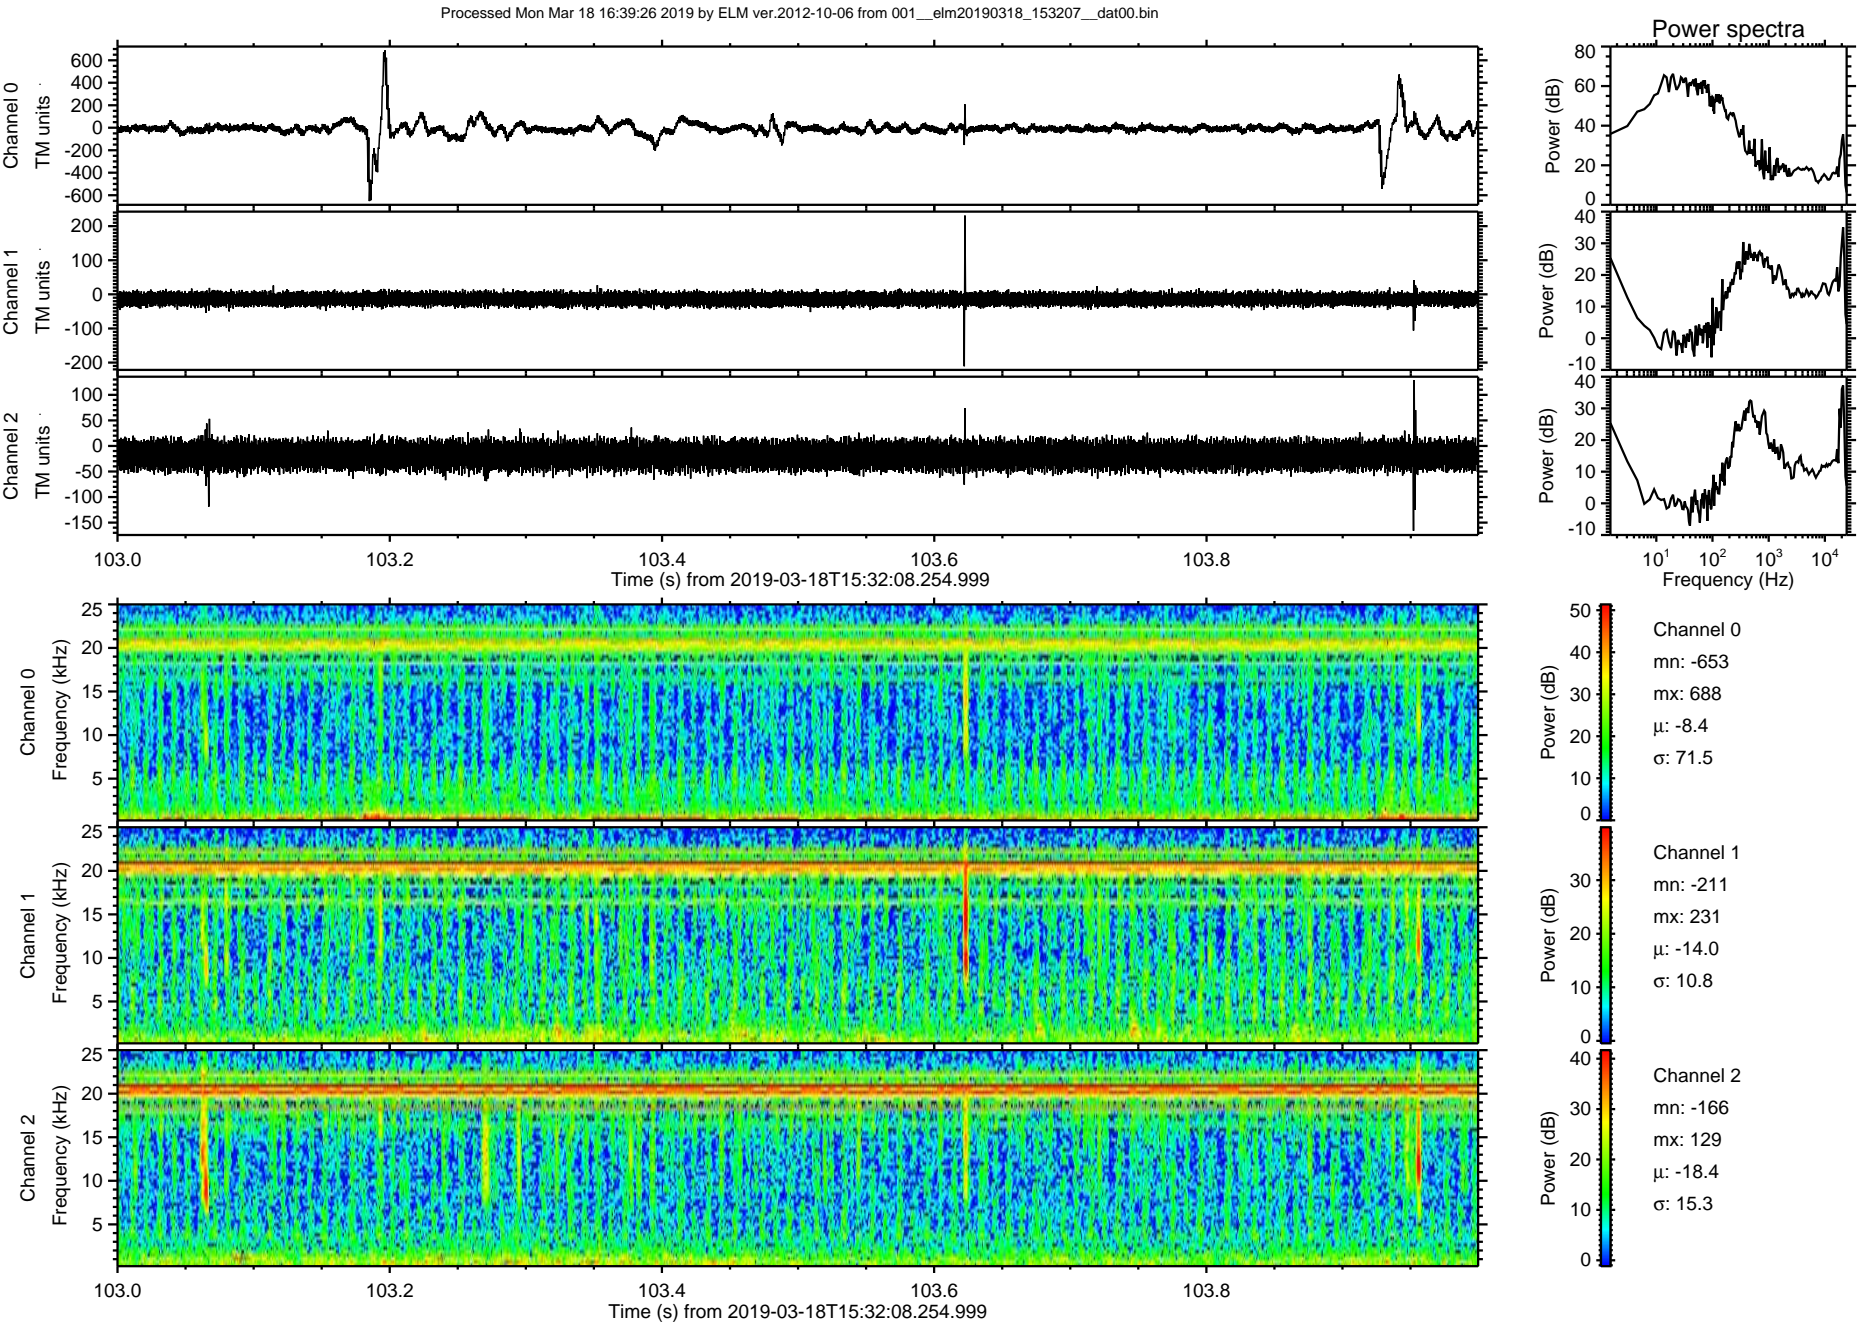 Processed Mon Mar 18 16:39:26 2019 by ELM ver.2012-10-06 from 001__elm20190318_153207__dat00.bin
Power spectra
Channel 0
TM units
600
400
200
0
-200
-400
-600
Power (dB)
80
60
40
20
0
Channel 1
TM units
200
100
0
-100
-200
Power (dB)
40
30
20
10
0
-10
Channel 2
TM units
100
50
0
-50
-100
-150
Power (dB)
40
30
20
10
0
-10
103.0 103.2 103.4 103.6 103.8
Time (s) from 2019-03-18T15:32:08.254.999
10^1 10^2 10^3 10^4
Frequency (Hz)
Channel 0
Frequency (kHz)
25
20
15
10
5
Power (dB)
50
40
30
20
10
0
Channel 0
mn: -653
mx: 688
μ: -8.4
σ: 71.5
Channel 1
Frequency (kHz)
25
20
15
10
5
Power (dB)
30
20
10
0
Channel 1
mn: -211
mx: 231
μ: -14.0
σ: 10.8
Channel 2
Frequency (kHz)
25
20
15
10
5
Power (dB)
40
30
20
10
0
Channel 2
mn: -166
mx: 129
μ: -18.4
σ: 15.3
103.0 103.2 103.4 103.6 103.8
Time (s) from 2019-03-18T15:32:08.254.999